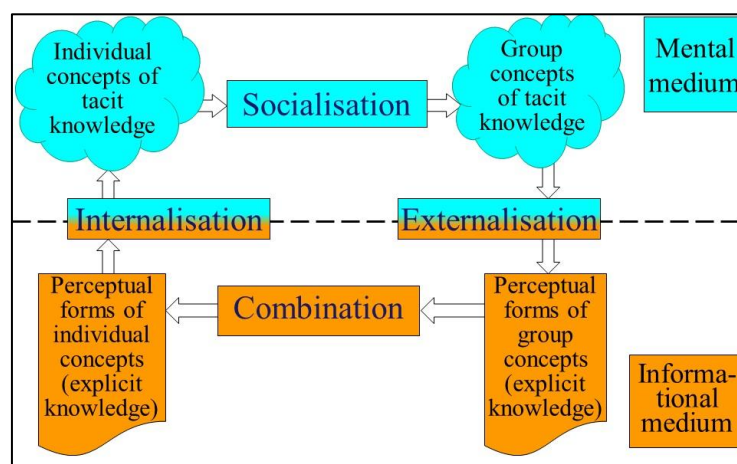 Individual
concepts of
tacit
knowledge
Socialisation
Group
concepts
of tacit
knowledge
Mental
medium
Internalisation
Externalisation
Perceptual
forms of
individual
concepts
(explicit
knowledge)
Combination
Perceptual
forms of
group
concepts
(explicit
knowledge)
Informa-
tional
medium